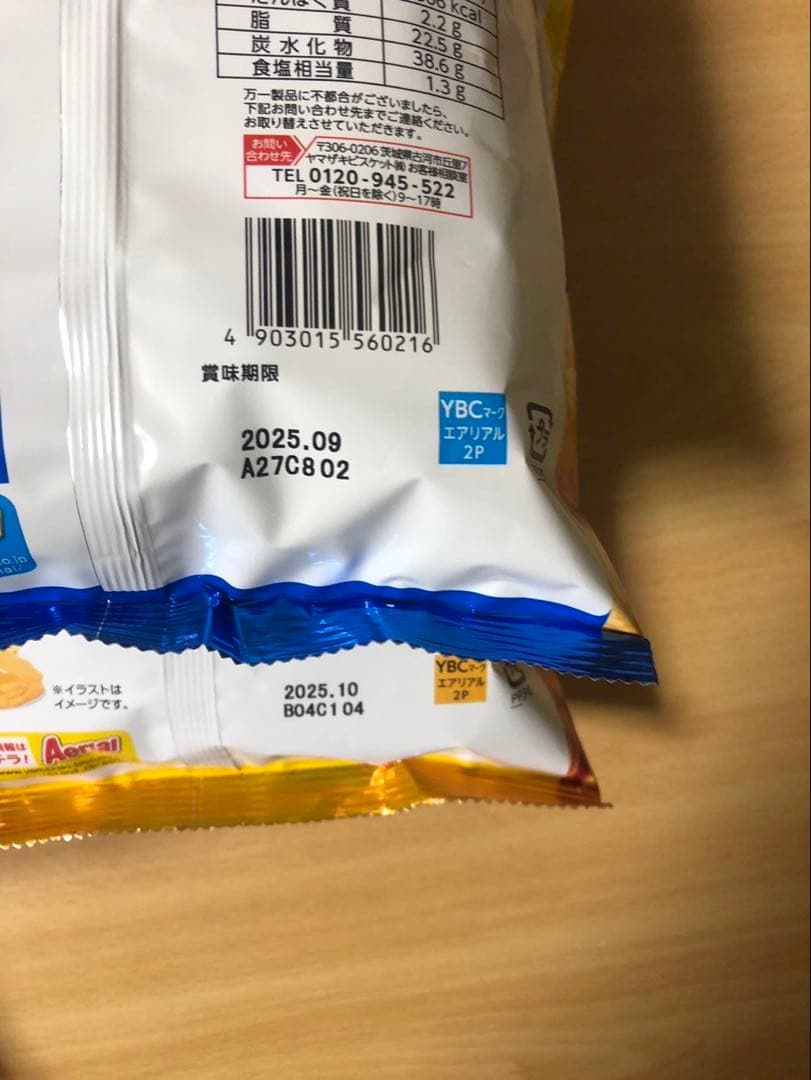 たんぱく質
脂質 2.2 g
炭水化物 22.5 g
食塩相当量 38.6 g
1.3 g
万一製品に不都合がございましたら、
下記お問い合わせ先までご連絡ください。
お取り替えさせていただきます。
お問い
合わせ先
〒306-0206 茨城県古河市丘里7
ヤマザキビスケット㈱ お客様相談室
TEL 0120-945-522
月〜金(祝日を除く)9〜17時
4 903015 560216
賞味期限
2025.09
A27C802
YBCマーク
エアリアル
2P
※イラストは
イメージです。
2025.10
B04C104
YBCマーク
エアリアル
2P
Aerial